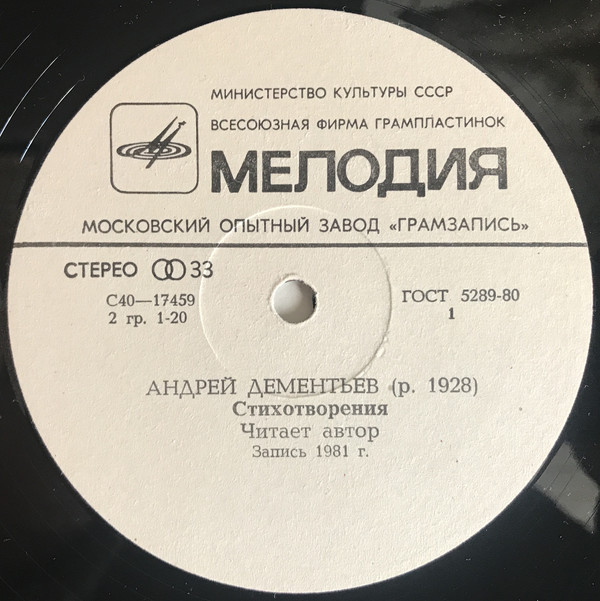 МИНИСТЕРСТВО КУЛЬТУРЫ СССР
ВСЕСОЮЗНАЯ ФИРМА ГРАМПЛАСТИНОК
МЕЛОДИЯ
МОСКОВСКИЙ ОПЫТНЫЙ ЗАВОД «ГРАМЗАПИСЬ»
СТЕРЕО 33
С40—17459
2 гр. 1-20
ГОСТ 5289-80
1
АНДРЕЙ ДЕМЕНТЬЕВ (р. 1928)
Стихотворения
Читает автор
Запись 1981 г.